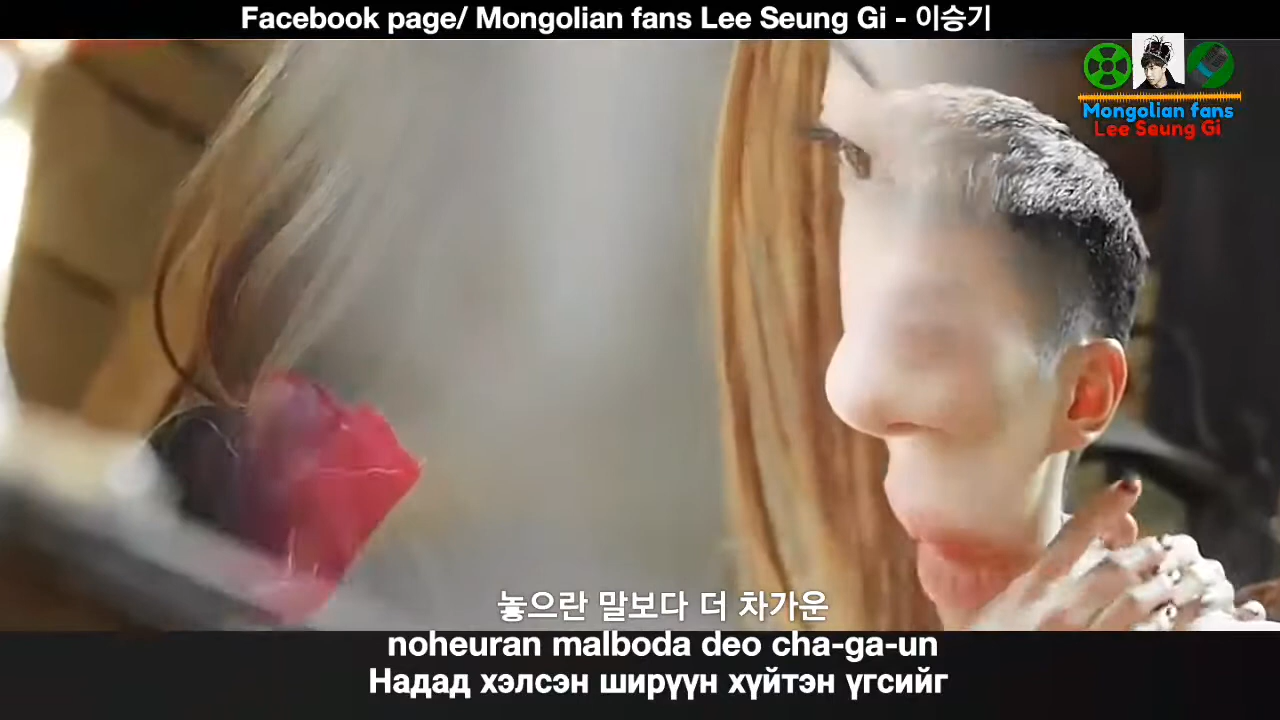 Facebook page/ Mongolian fans Lee Seung Gi - 이승기
Mongolian fans
Lee Seung Gi
놓으란 말보다 더 차가운
noheuran malboda deo cha-ga-un
Надад хэлсэн ширүүн хүйтэн үгсийг